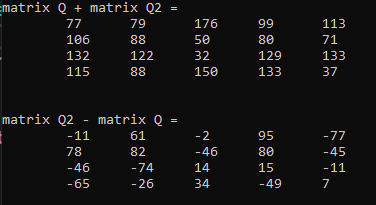 matrix Q + matrix Q2 =
77 79 176 99 113
106 88 50 80 71
132 122 32 129 133
115 88 150 133 37
matrix Q2 - matrix Q =
-11 61 -2 95 -77
78 82 -46 80 -45
-46 -74 14 15 -11
-65 -26 34 -49 7